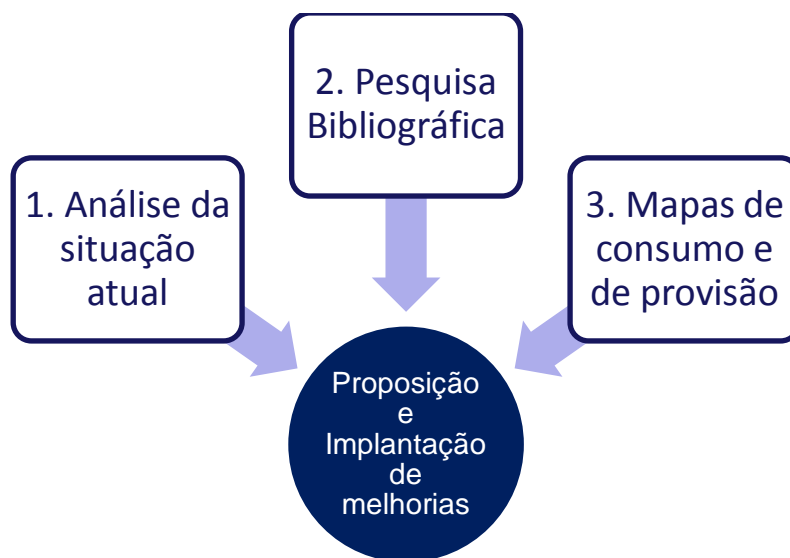 1. Análise da
situação
atual
2. Pesquisa
Bibliográfica
3. Mapas de
consumo e
de provisão
Proposição
e
Implantação
de
melhorias